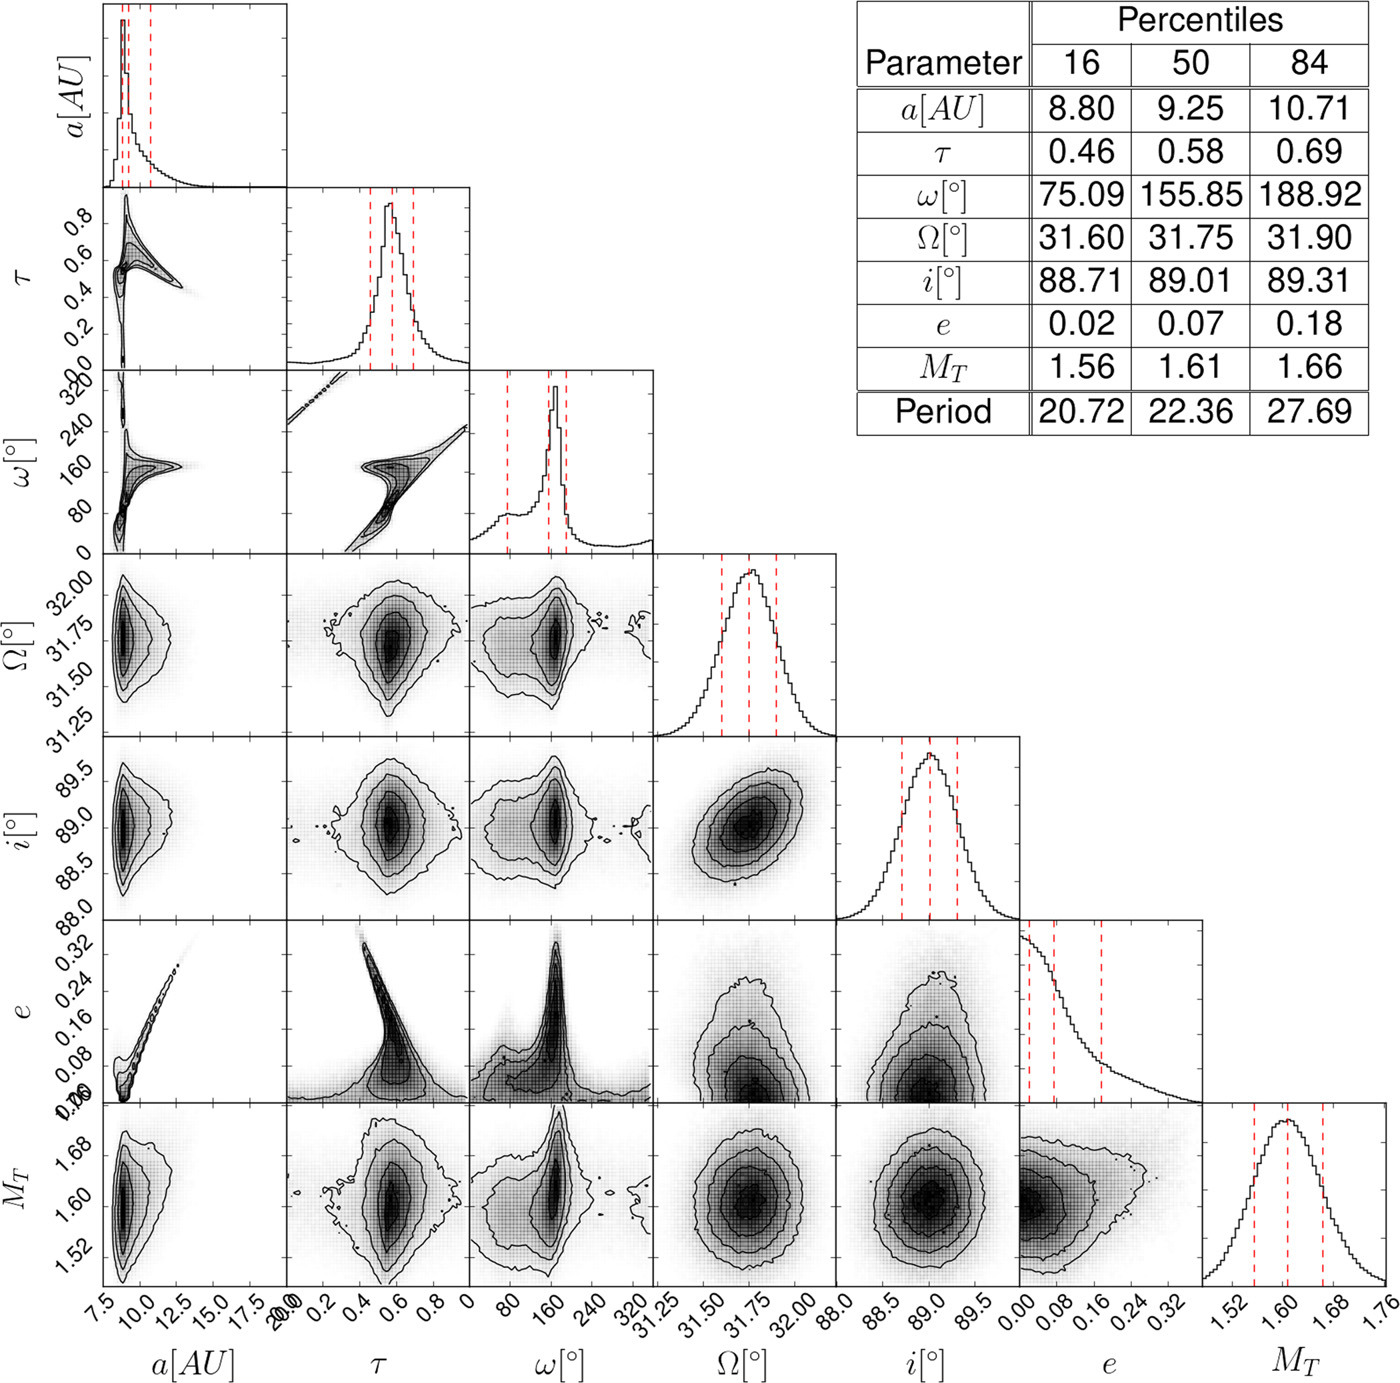 Percentiles
Parameter 16 50 84
a[AU] 8.80 9.25 10.71
τ 0.46 0.58 0.69
ω[°] 75.09 155.85 188.92
Ω[°] 31.60 31.75 31.90
i[°] 88.71 89.01 89.31
e 0.02 0.07 0.18
M_T 1.56 1.61 1.66
Period 20.72 22.36 27.69
a[AU]
τ
0.8
0.6
0.4
0.2
ω[°]
320
240
160
80
0
Ω[°]
32.00
31.75
31.50
31.25
i[°]
89.5
89.0
88.5
88.0
e
0.32
0.24
0.16
0.08
M_T
1.68
1.60
1.52
7.5 10.0 12.5 15.0 17.5 0.2 0.4 0.6 0.8 0 80 160 240 320 31.25 31.50 31.75 32.00 88.0 88.5 89.0 89.5 0.00 0.08 0.16 0.24 0.32 1.52 1.60 1.68 1.76
a[AU] τ ω[°] Ω[°] i[°] e M_T